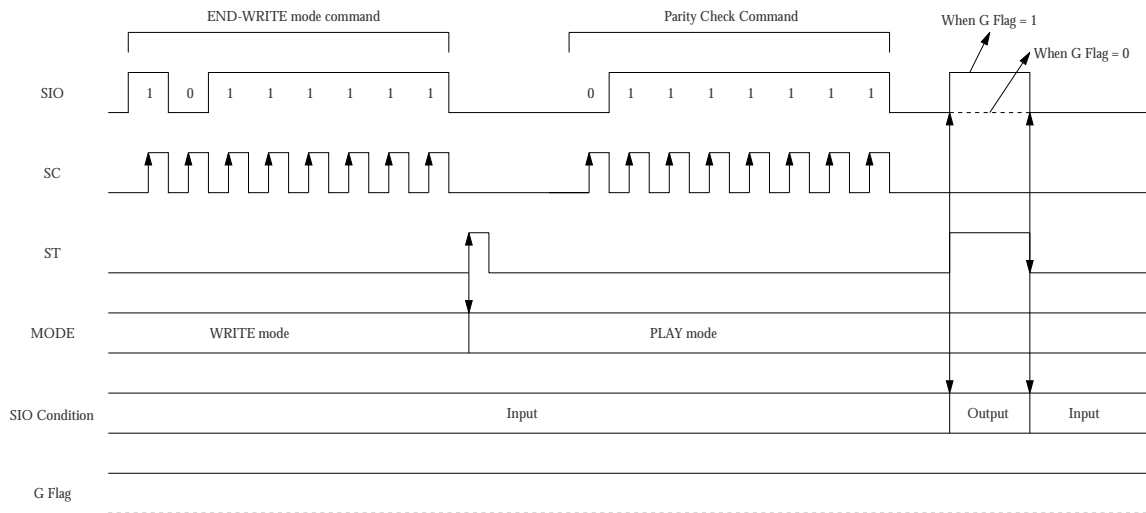 END-WRITE mode command
Parity Check Command
When G Flag = 1
When G Flag = 0
SIO
1 0 1 1 1 1 1 1
0 1 1 1 1 1 1 1
SC
ST
MODE
WRITE mode
PLAY mode
SIO Condition
Input
Output
Input
G Flag